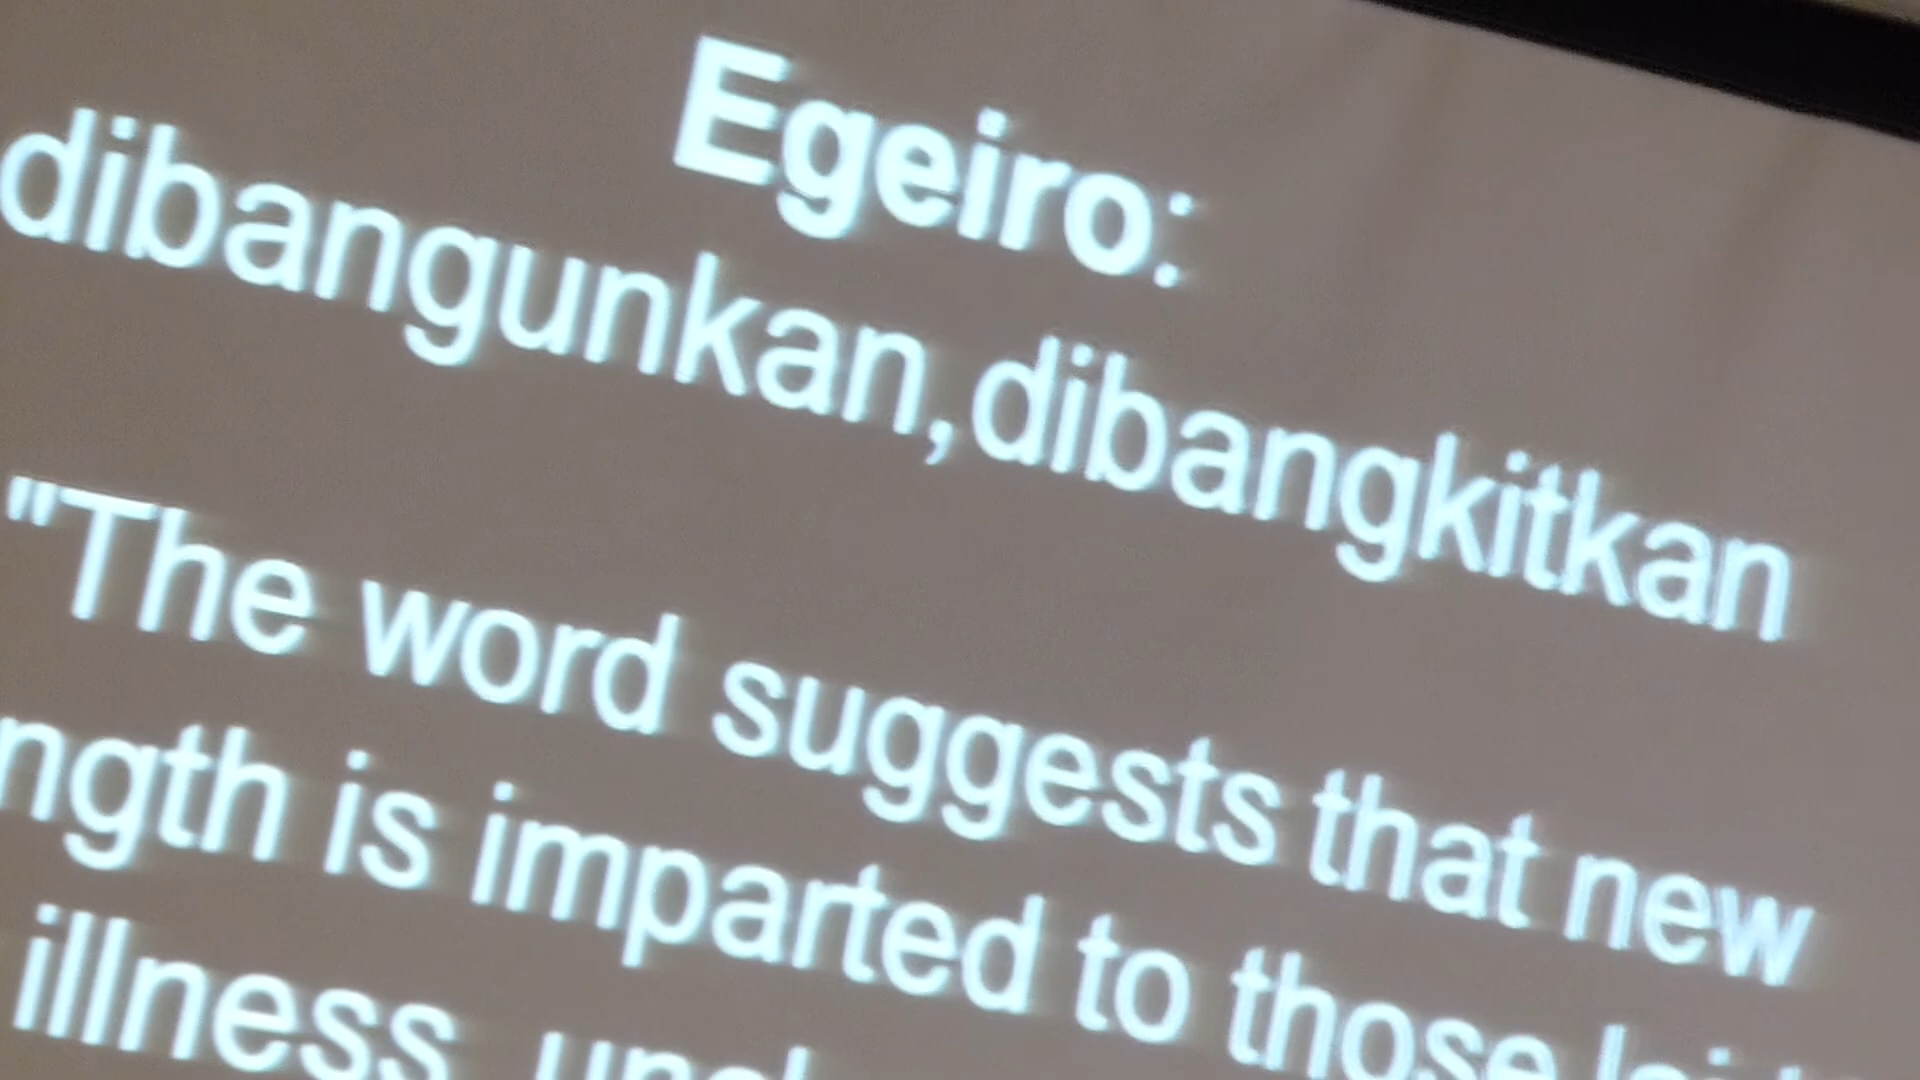 Egeiro:
dibangunkan, dibangkitkan
"The word suggests that new
ngth is imparted to those
illness